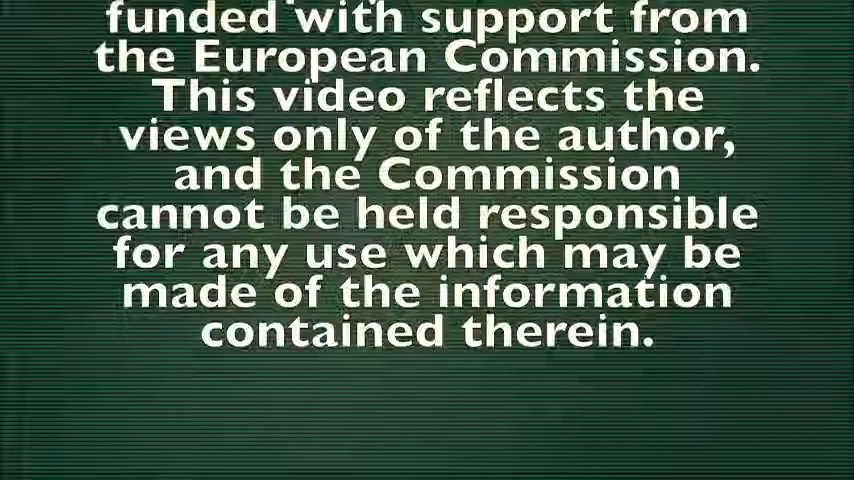 funded with support from
the European Commission.
This video reflects the
views only of the author,
and the Commission
cannot be held responsible
for any use which may be
made of the information
contained therein.